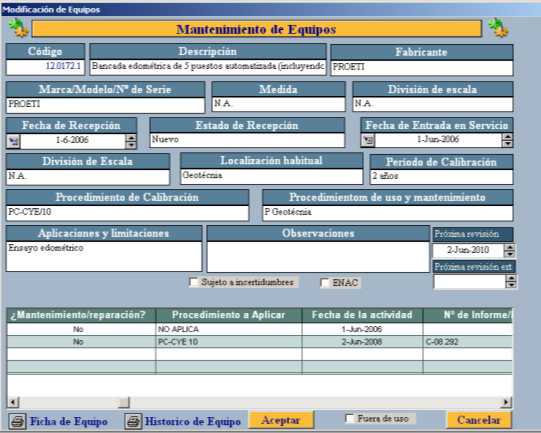 Modificación de Equipos
Mantenimiento de Equipos
Código Descripción Fabricante
12.0172.1 Bancada edométrica de 5 puestos automatizada (incluyendo PROETI
Marca/Modelo/Nº de Serie Medida División de escala
PROETI N.A. N.A.
Fecha de Recepción Estado de Recepción Fecha de Entrada en Servicio
1-6-2006 Nuevo 1-Jun-2006
División de Escala Localización habitual Período de Calibración
N.A. Geotécnia 2 años
Procedimiento de Calibración Procedimientom de uso y mantenimiento
PC-CYE/10 P Geotécnia
Aplicaciones y limitaciones Observaciones Próxima revisión
Ensayo edométrico 2-Jun-2010
Próxima revisión ext
Sujeto a incertidumbres ENAC
¿Mantenimiento/reparación? Procedimiento a Aplicar Fecha de la actividad Nº de Informe/
No NO APLICA 1-Jun-2006
No PC-CYE 10 2-Jun-2008 C-08.292
Ficha de Equipo Historico de Equipo Aceptar Fuera de uso Cancelar